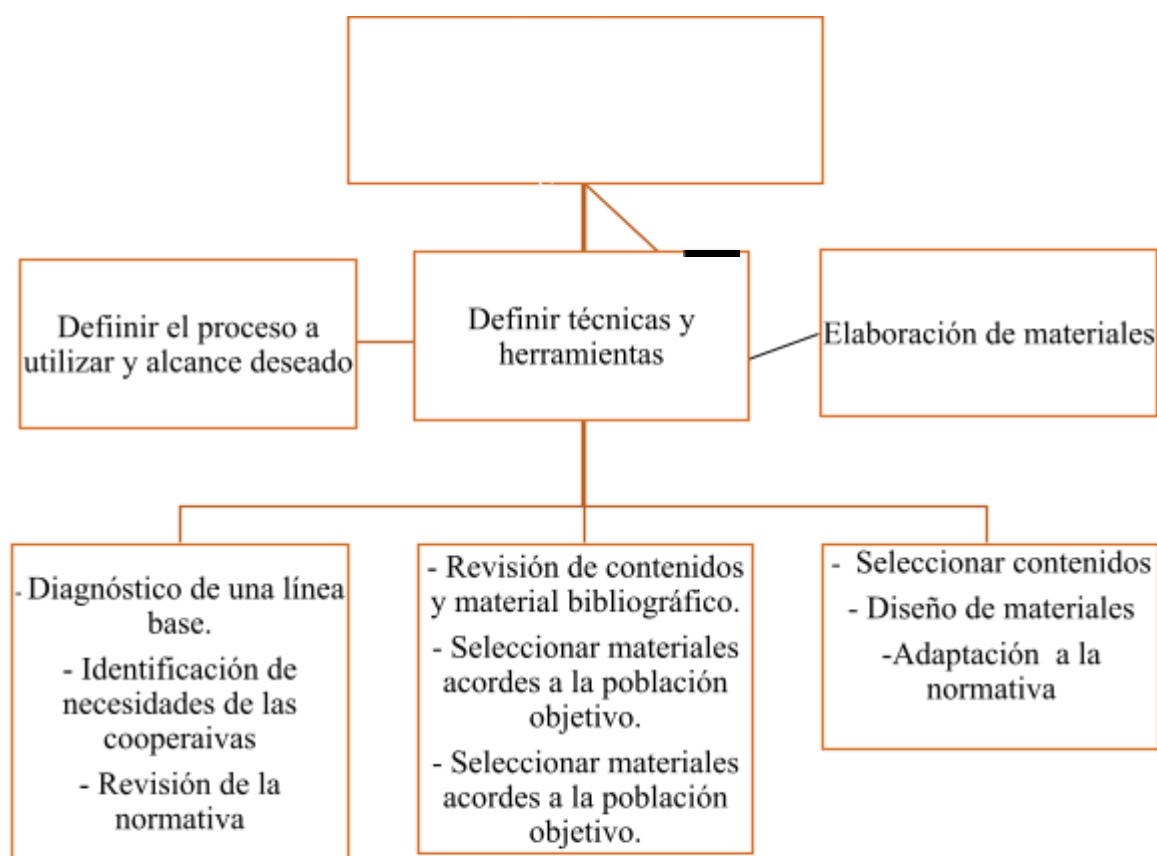 Defiinir el proceso a
utilizar y alcance deseado
Definir técnicas y
herramientas
Elaboración de materiales
- Diagnóstico de una línea
base.
- Identificación de
necesidades de las
cooperaivas
- Revisión de la
normativa
- Revisión de contenidos
y material bibliográfico.
- Seleccionar materiales
acordes a la población
objetivo.
- Seleccionar materiales
acordes a la población
objetivo.
- Seleccionar contenidos
- Diseño de materiales
-Adaptación a la
normativa